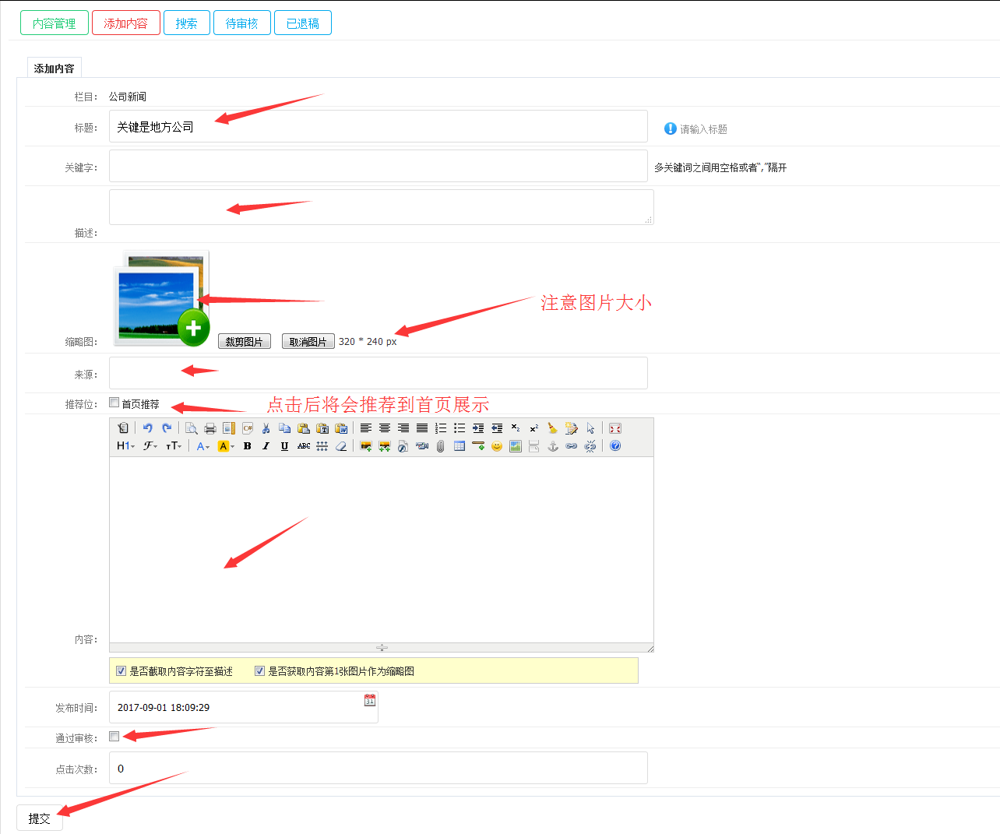 内容管理 添加内容 搜索 待审核 已退稿
添加内容
栏目： 公司新闻
标题： 关键是地方公司 请输入标题
关键字： 多关键词之间用空格或者“,”隔开
描述：
注意图片大小
缩略图： 裁剪图片 取消图片 320 * 240 px
来源：
推荐位： 首页推荐 点击后将会推荐到首页展示
H1 F TT A A B I U ABC
内容：
是否截取内容字符至描述 是否获取内容第1张图片作为缩略图
发布时间： 2017-09-01 18:09:29 31
通过审核：
点击次数： 0
提交